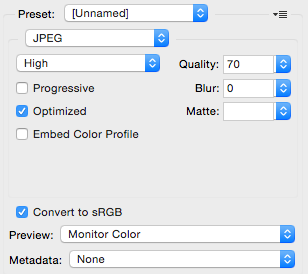 Preset: [Unnamed]
JPEG
High Quality: 70
Progressive Blur: 0
Optimized Matte:
Embed Color Profile
Convert to sRGB
Preview: Monitor Color
Metadata: None